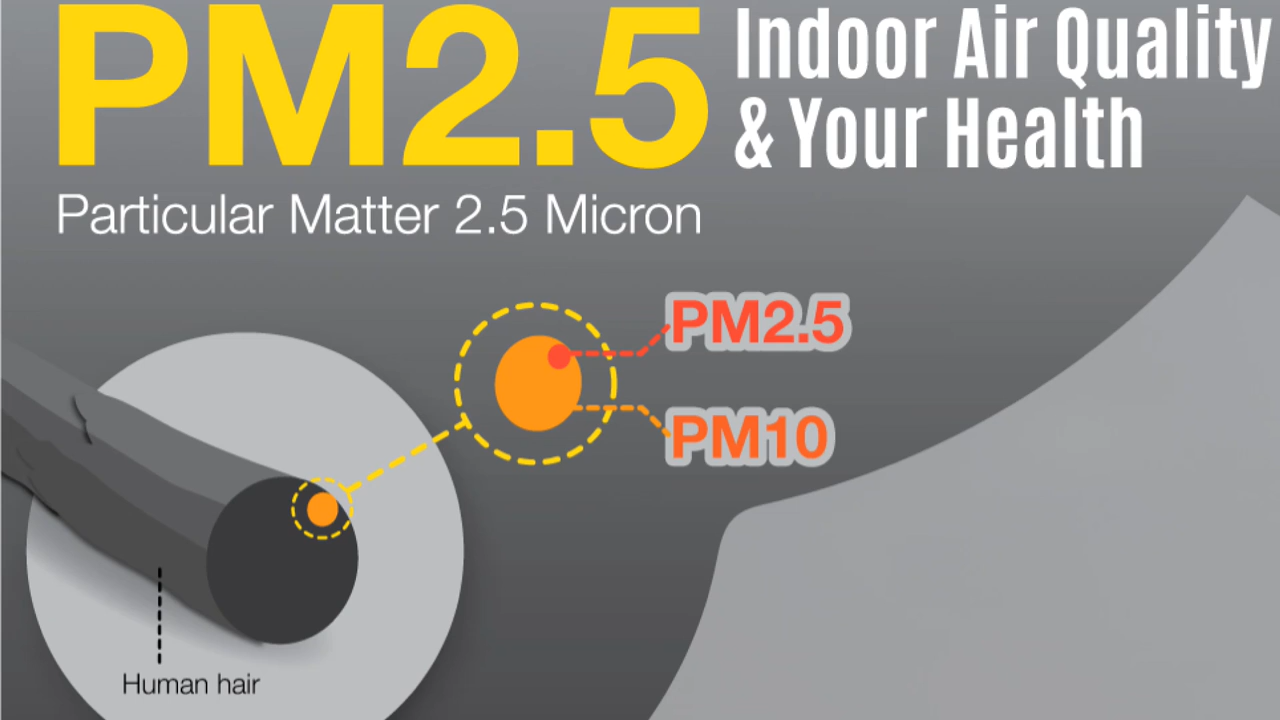 PM2.5
Indoor Air Quality
& Your Health
Particular Matter 2.5 Micron
PM2.5
PM10
Human hair